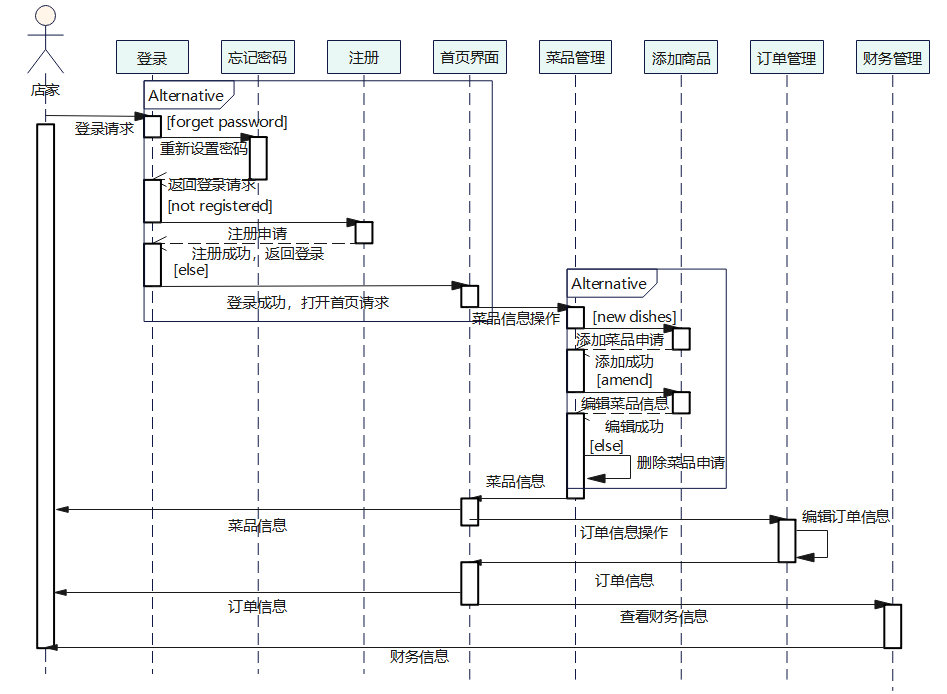 店家
登录
忘记密码
注册
首页界面
菜品管理
添加商品
订单管理
财务管理
Alternative
登录请求
[forget password]
重新设置密码
返回登录请求
[not registered]
注册申请
注册成功，返回登录
[else]
登录成功，打开首页请求
Alternative
菜品信息操作
[new dishes]
添加菜品申请
添加成功
[amend]
编辑菜品信息
编辑成功
[else]
删除菜品申请
菜品信息
菜品信息
编辑订单信息
订单信息操作
订单信息
订单信息
查看财务信息
财务信息